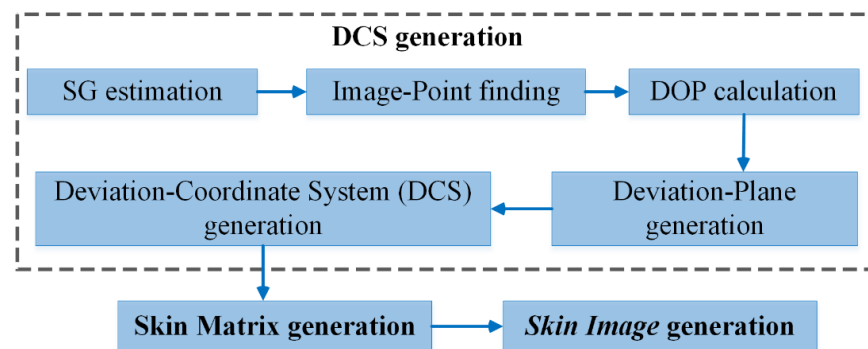 DCS generation
SG estimation
Image-Point finding
DOP calculation
Deviation-Plane
generation
Deviation-Coordinate System (DCS)
generation
Skin Matrix generation
Skin Image generation